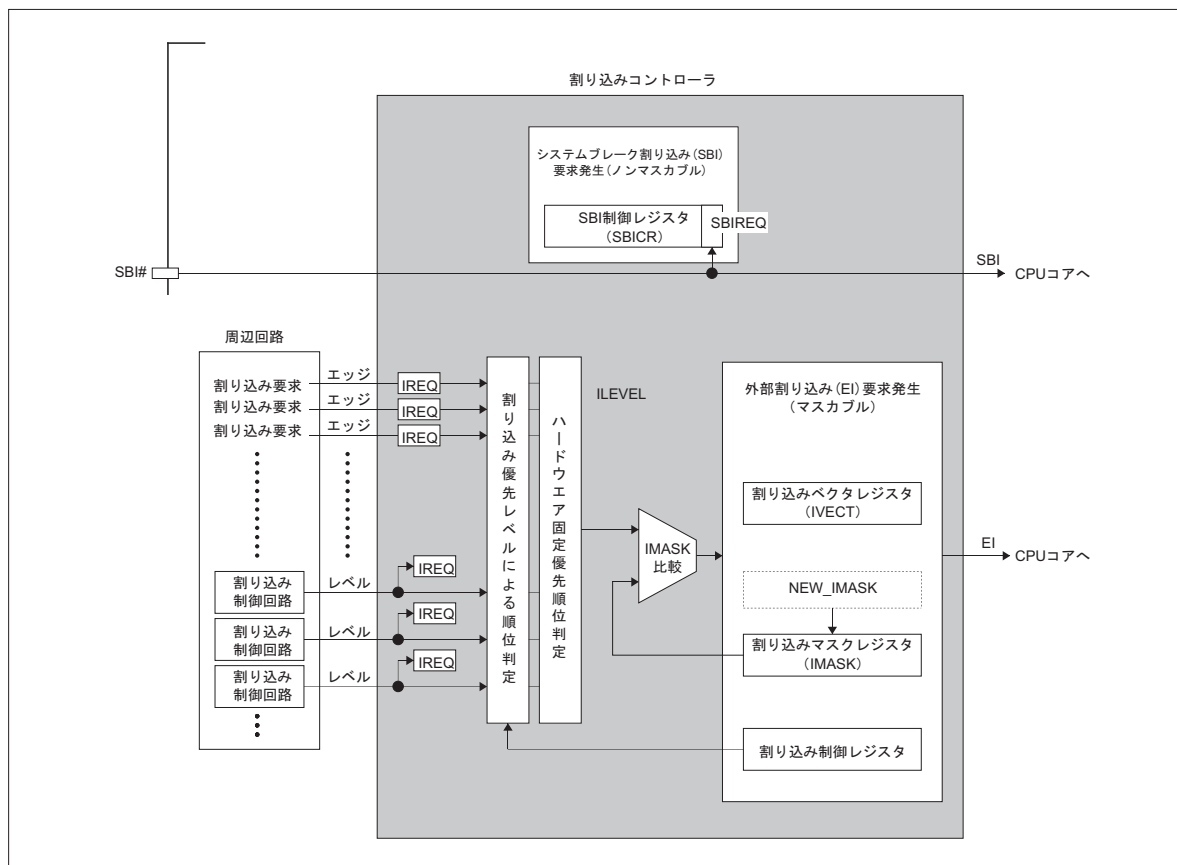 割り込みコントローラ
システムブレーク割り込み(SBI)
要求発生(ノンマスカブル)
SBI制御レジスタ
(SBICR)
SBIREQ
SBI#
SBI
CPUコアへ
周辺回路
割り込み要求
エッジ
IREQ
割り込み要求
エッジ
IREQ
割り込み要求
エッジ
IREQ
割り込み
制御回路
レベル
IREQ
割り込み
制御回路
レベル
IREQ
割り込み
制御回路
レベル
IREQ
割り込み優先レベルによる順位判定
ハードウエア固定優先順位判定
ILEVEL
IMASK
比較
外部割り込み(EI)要求発生
(マスカブル)
割り込みベクタレジスタ
(IVECT)
NEW_IMASK
割り込みマスクレジスタ
(IMASK)
割り込み制御レジスタ
EI
CPUコアへ